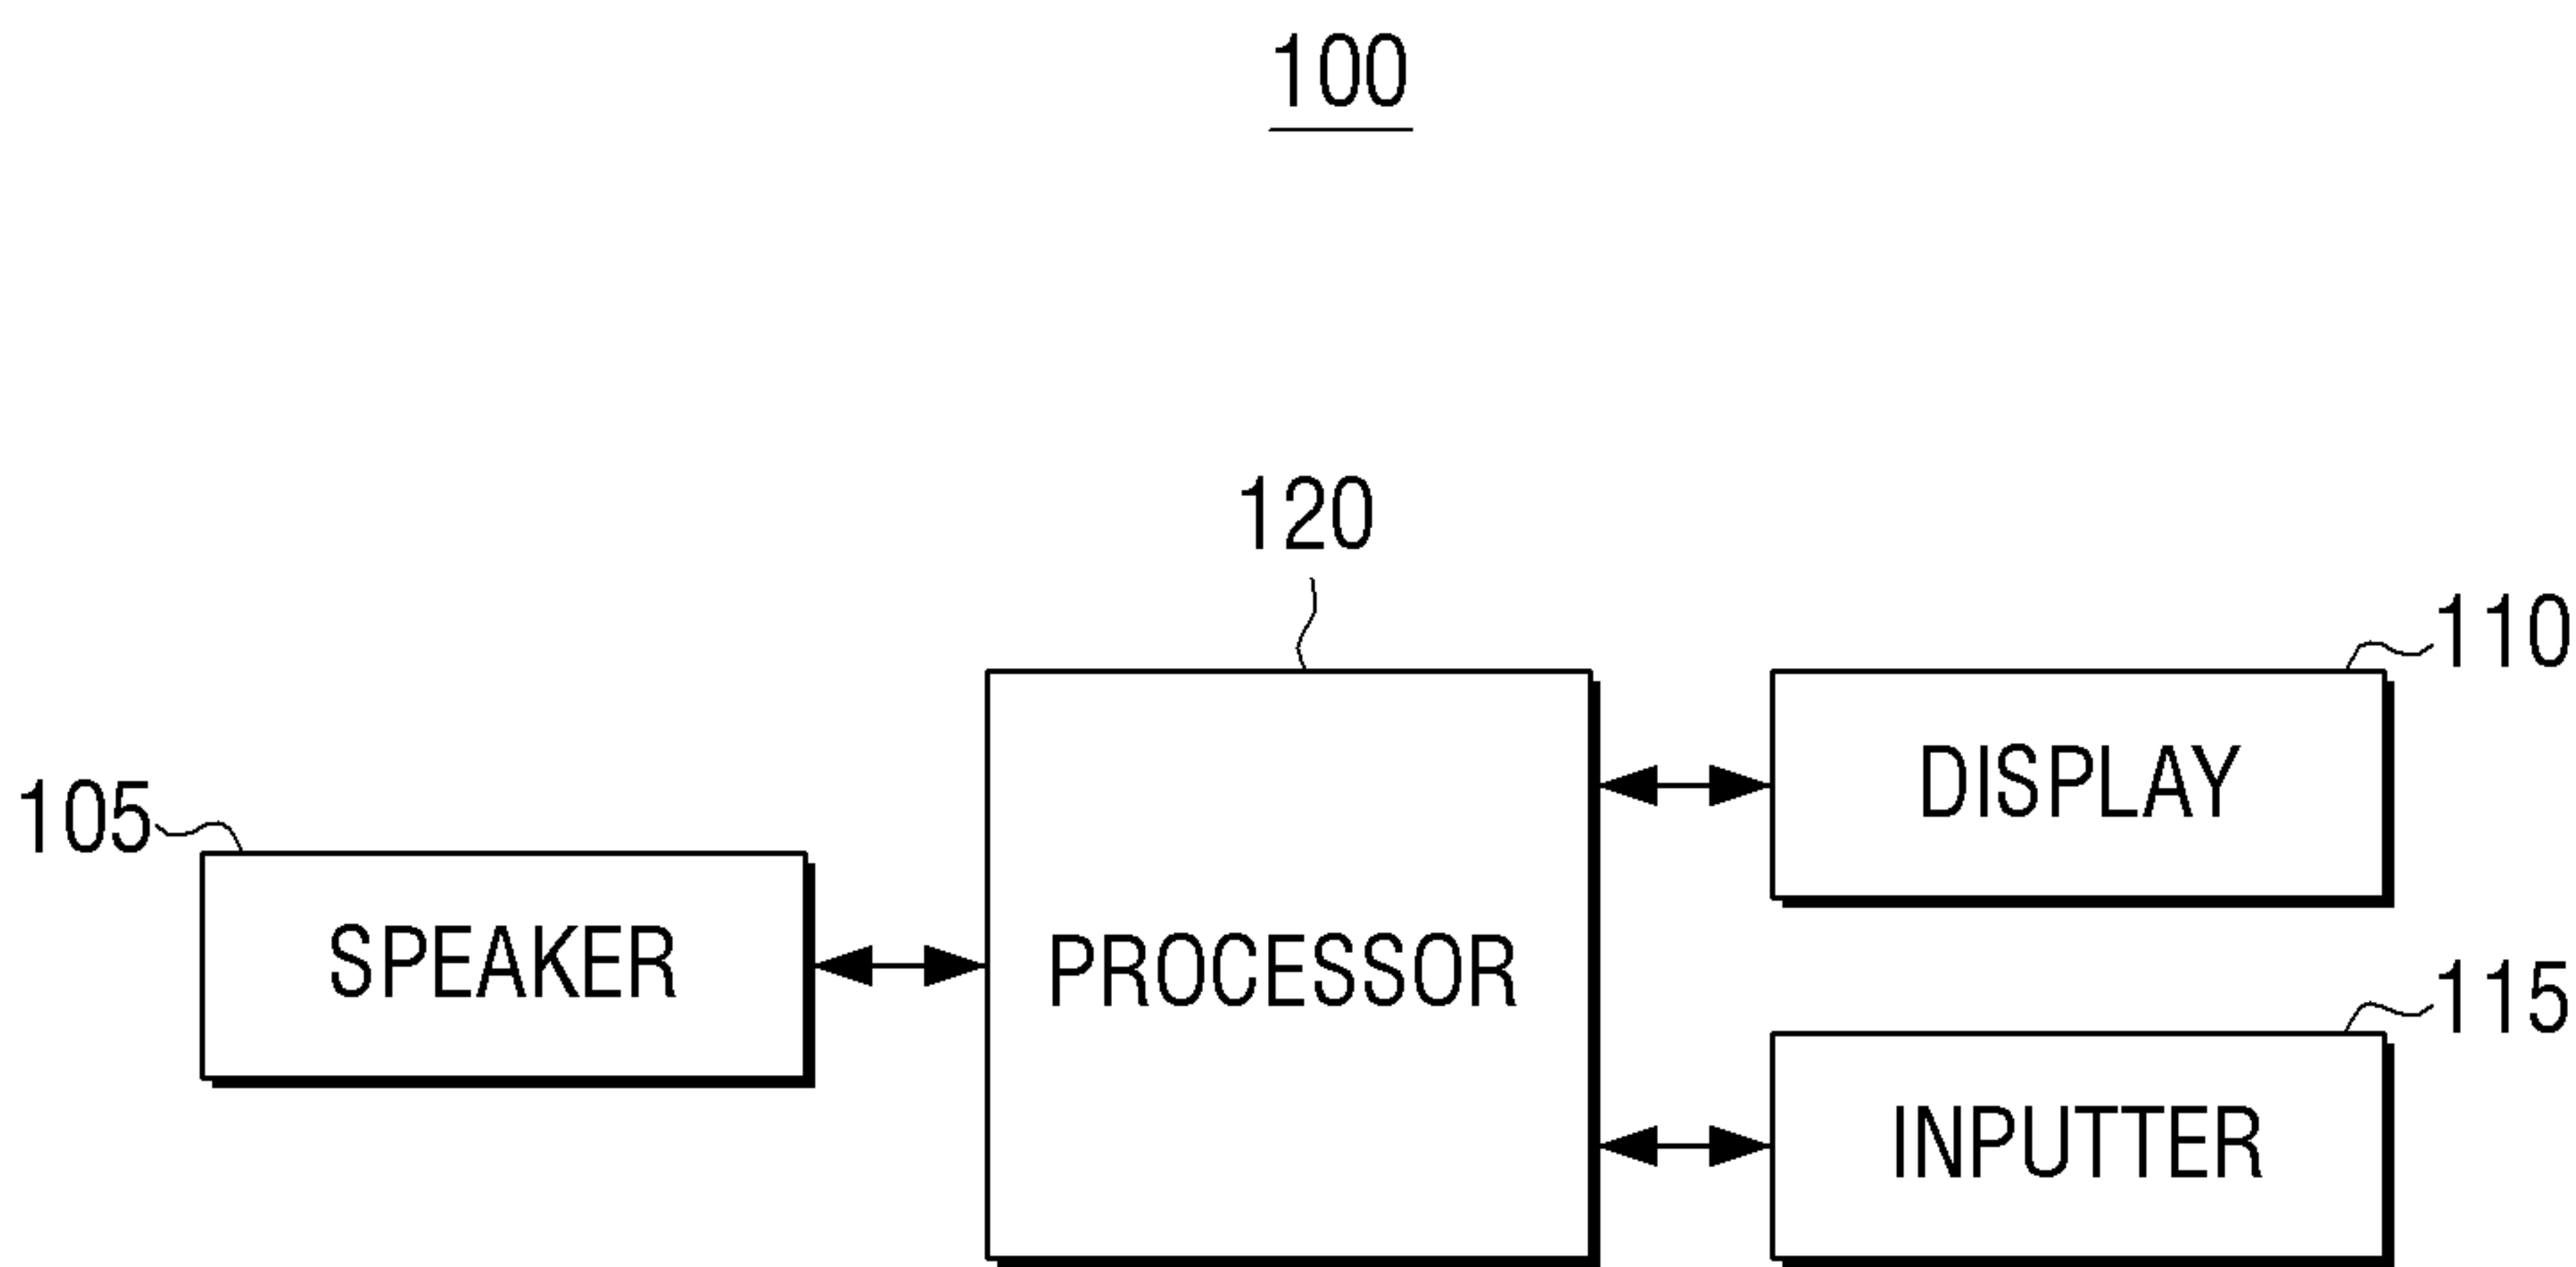 100
120
110
DISPLAY
105
SPEAKER
PROCESSOR
115
INPUTTER